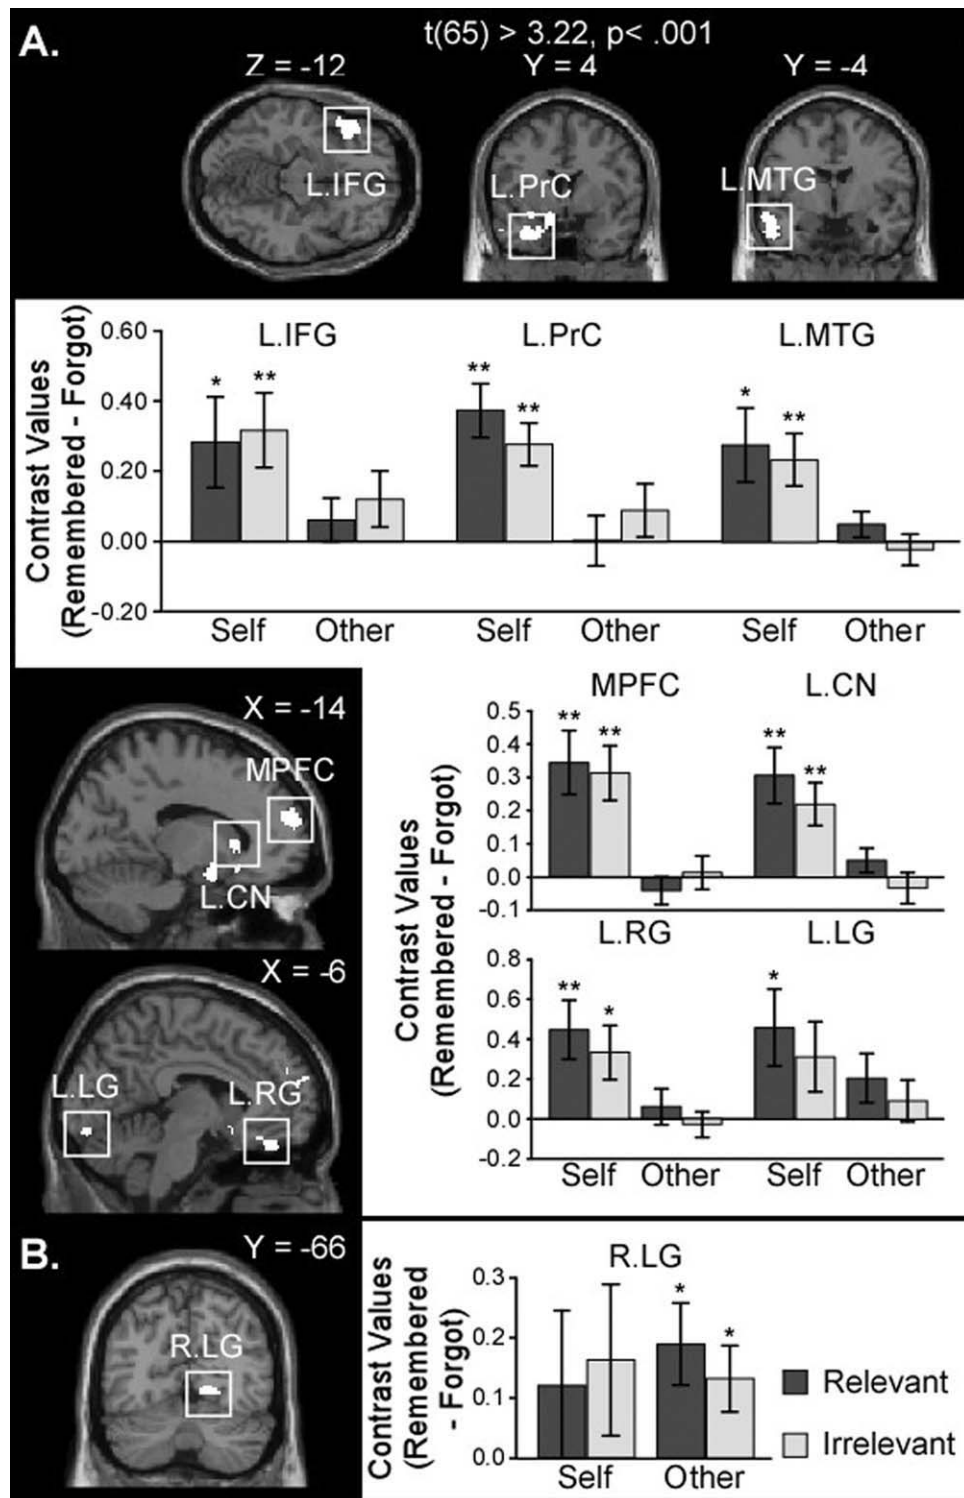 A.
t(65) > 3.22, p< .001
Z = -12
Y = 4
Y = -4
L.IFG
L.PrC
L.MTG
Contrast Values
(Remembered - Forgot)
L.IFG
L.PrC
L.MTG
0.60
0.40
0.20
0.00
-0.20
*
**
**
**
*
**
Self
Other
Self
Other
Self
Other
X = -14
MPFC
L.CN
X = -6
L.LG
L.RG
Contrast Values
(Remembered - Forgot)
MPFC
L.CN
0.5
0.4
0.3
0.2
0.1
0.0
-0.1
**
**
**
**
L.RG
L.LG
0.8
0.6
0.4
0.2
0.0
-0.2
**
*
*
Self
Other
Self
Other
B.
Y = -66
R.LG
Contrast Values
(Remembered
- Forgot)
R.LG
0.3
0.2
0.1
0.0
*
*
Self
Other
Relevant
Irrelevant